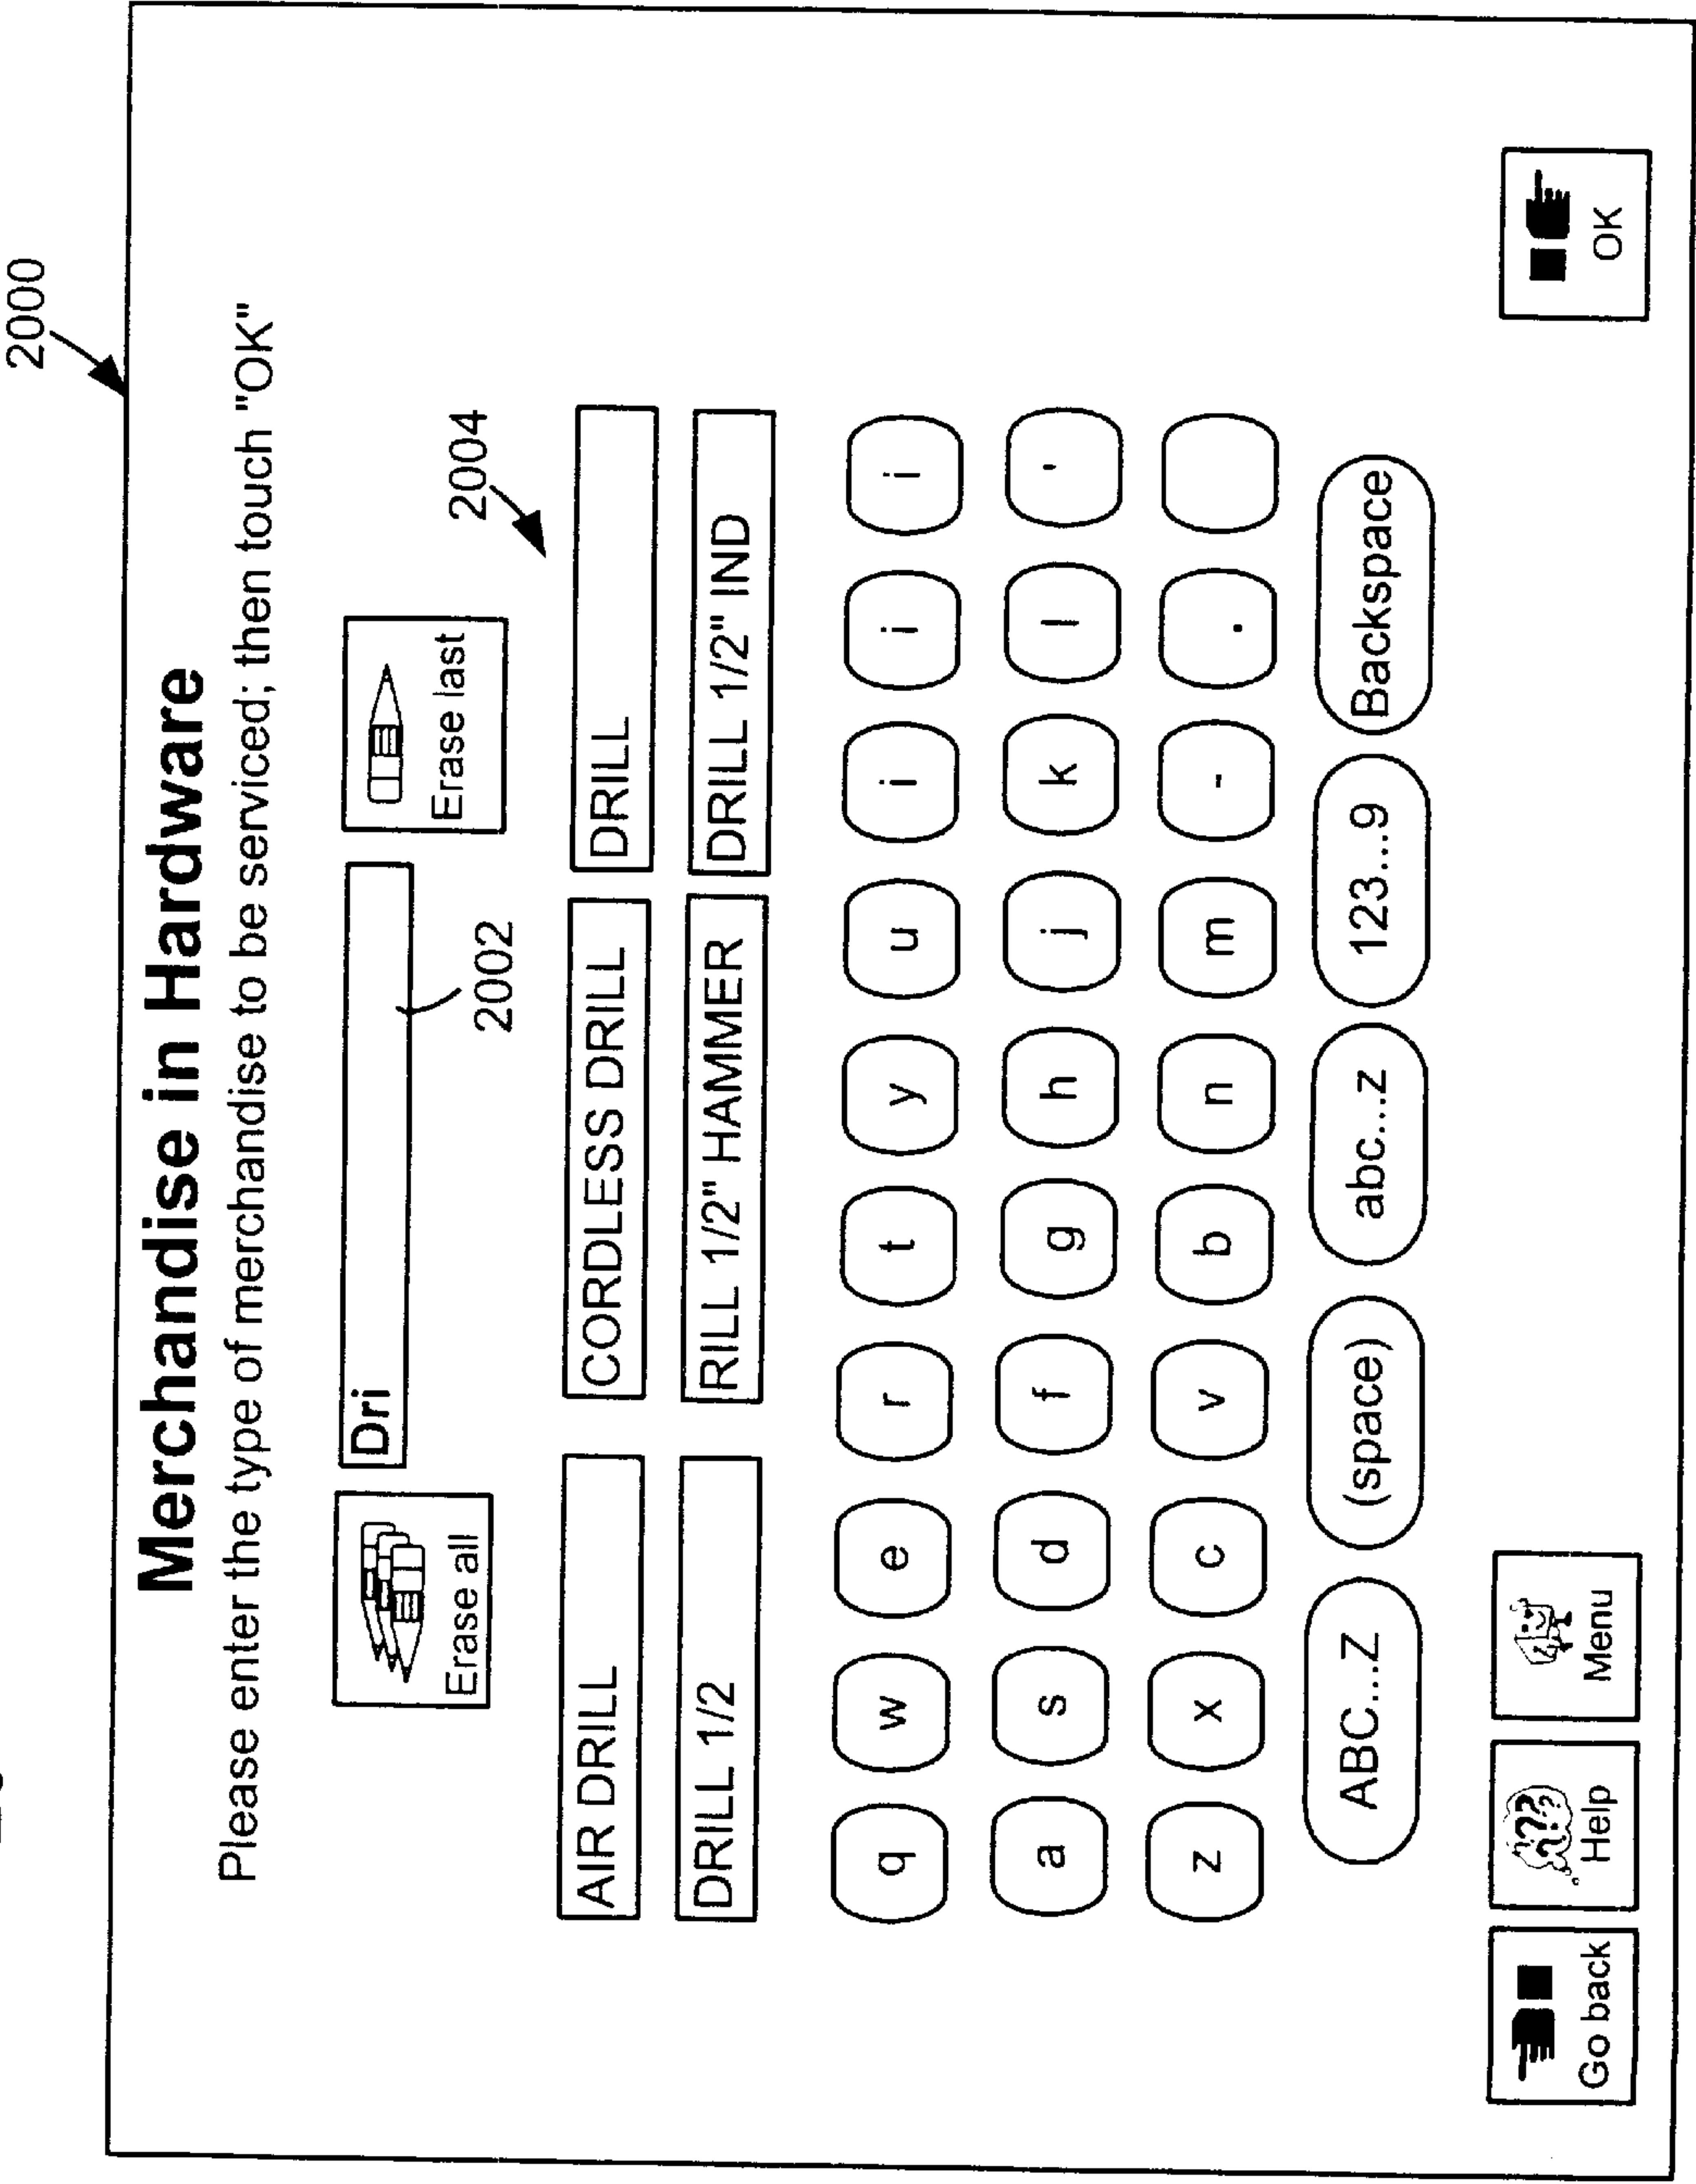 2000
Merchandise in Hardware
Please enter the type of merchandise to be serviced; then touch "OK"
Erase all
Dri
Erase last
2002
2004
AIR DRILL CORDLESS DRILL DRILL
DRILL 1/2 RILL 1/2" HAMMER DRILL 1/2" IND
q w e r t y u i i i
a s d f g h j k l '
z x c v b n m - .
ABC...Z (space) abc...z 123...9 Backspace
Go back Help Menu OK